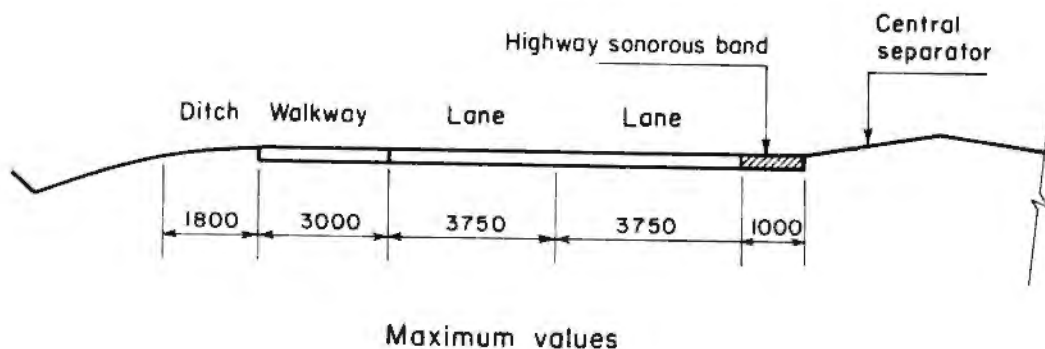 Highway sonorous band
Central
separator
Ditch
Walkway
Lane
Lane
1800
3000
3750
3750
1000
Maximum values